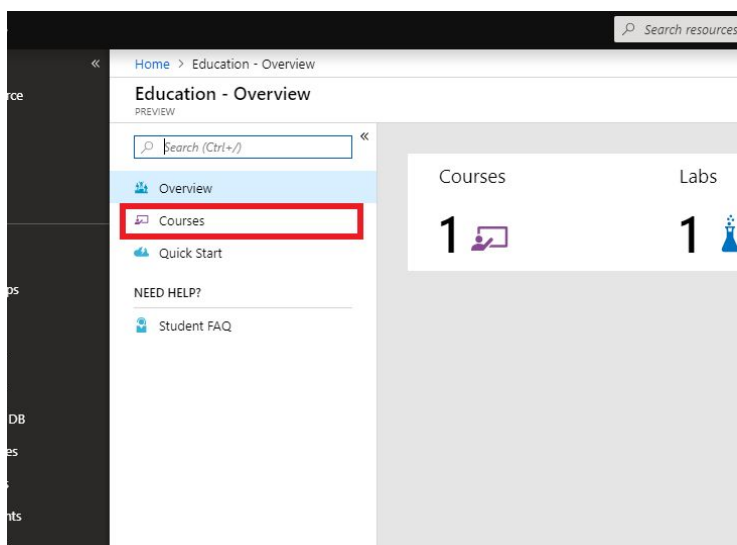 Search resources
Home > Education - Overview
Education - Overview
PREVIEW
Search (Ctrl+/)
Overview
Courses
Quick Start
NEED HELP?
Student FAQ
Courses
1
Labs
1
rce
ps
DB
es
s
nts